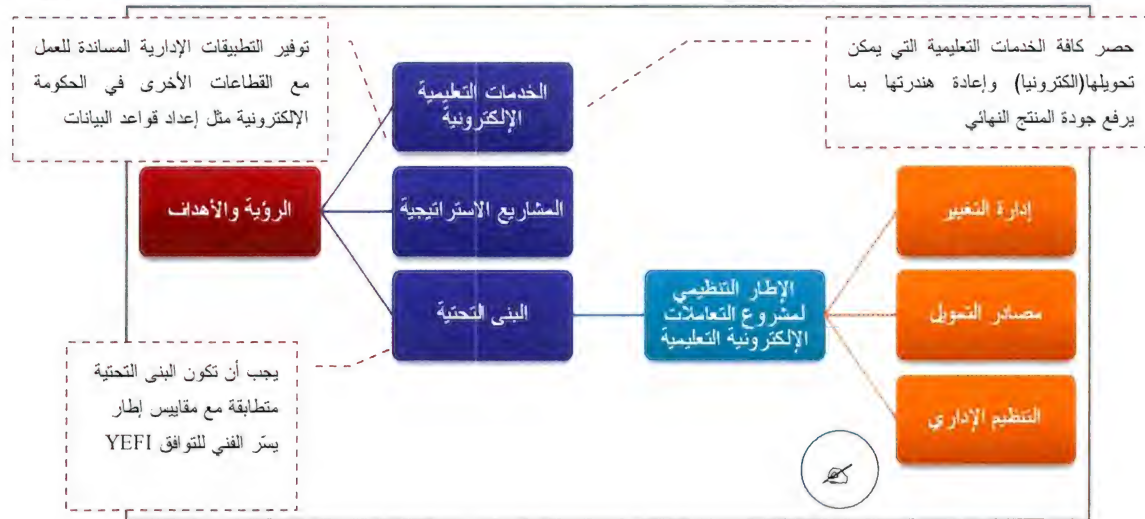 حصر كافة الخدمات التعليمية التي يمكن
تحويلها(الكترونيا) وإعادة هندرتها بما
يرفع جودة المنتج النهائي
توفير التطبيقات الإدارية المساندة للعمل
مع القطاعات الأخرى في الحكومة
الإلكترونية مثل إعداد قواعد البيانات
الخدمات التعليمية
الإلكترونية
الرؤية والأهداف
المشاريع الاستراتيجية
البنى التحتية
الإطار التنظيمي
لمشروع التعاملات
الإلكترونية التعليمية
إدارة التغيير
مصادر التمويل
التنظيم الإداري
يجب أن تكون البنى التحتية
متطابقة مع مقاييس إطار
يسّر الفني للتوافق YEFI